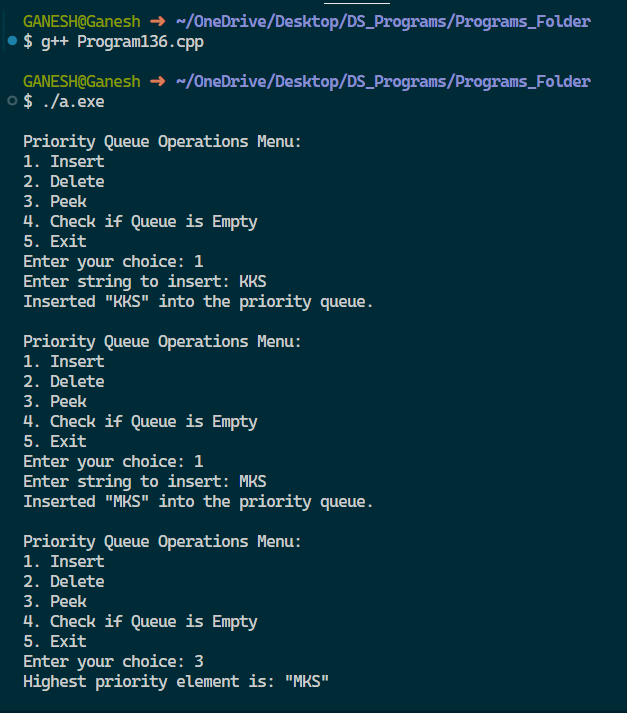 GANESH@Ganesh ➜ ~/OneDrive/Desktop/DS_Programs/Programs_Folder
$ g++ Program136.cpp
GANESH@Ganesh ➜ ~/OneDrive/Desktop/DS_Programs/Programs_Folder
$ ./a.exe
Priority Queue Operations Menu:
1. Insert
2. Delete
3. Peek
4. Check if Queue is Empty
5. Exit
Enter your choice: 1
Enter string to insert: KKS
Inserted "KKS" into the priority queue.
Priority Queue Operations Menu:
1. Insert
2. Delete
3. Peek
4. Check if Queue is Empty
5. Exit
Enter your choice: 1
Enter string to insert: MKS
Inserted "MKS" into the priority queue.
Priority Queue Operations Menu:
1. Insert
2. Delete
3. Peek
4. Check if Queue is Empty
5. Exit
Enter your choice: 3
Highest priority element is: "MKS"